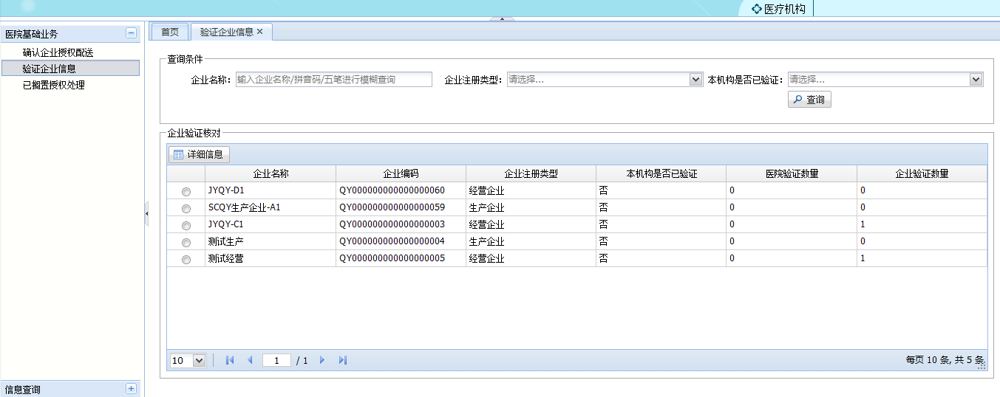 医疗机构
医院基础业务
确认企业授权配送
验证企业信息
已搁置授权处理
信息查询
首页 验证企业信息
查询条件
企业名称: 输入企业名称/拼音码/五笔进行模糊查询 企业注册类型: 请选择... 本机构是否已验证: 请选择...
查询
企业验证核对
详细信息
企业名称 企业编码 企业注册类型 本机构是否已验证 医院验证数量 企业验证数量
JYQY-D1 QY000000000000000060 经营企业 否 0 0
SCQY生产企业-A1 QY000000000000000059 生产企业 否 0 0
JYQY-C1 QY000000000000000003 经营企业 否 0 1
测试生产 QY000000000000000004 生产企业 否 0 0
测试经营 QY000000000000000005 经营企业 否 0 1
10 1 / 1 每页 10 条, 共 5 条